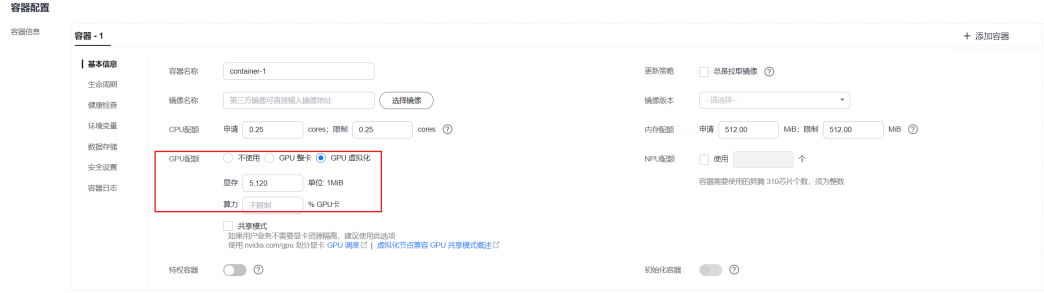 容器配置
容器信息
容器 - 1
+ 添加容器
基本信息
生命周期
健康检查
环境变量
数据存储
安全设置
容器日志
容器名称 container-1
更新策略 总是拉取镜像 ?
镜像名称 第三方镜像可直接输入镜像地址 选择镜像
镜像版本 --请选择--
CPU配额 申请 0.25 cores; 限制 0.25 cores ?
内存配额 申请 512.00 MiB; 限制 512.00 MiB ?
GPU配额 不使用 GPU 整卡 GPU 虚拟化
显存 5,120 单位: 1MiB
算力 不限制 % GPU卡
NPU配额 使用 个
容器需要使用的昇腾 310芯片个数，须为整数
共享模式
如果用户业务不需要显卡资源隔离，建议使用此选项
使用 nvidia.com/gpu 划分显卡 GPU 调度 | 虚拟化节点兼容 GPU 共享模式概述
特权容器 ?
初始化容器 ?